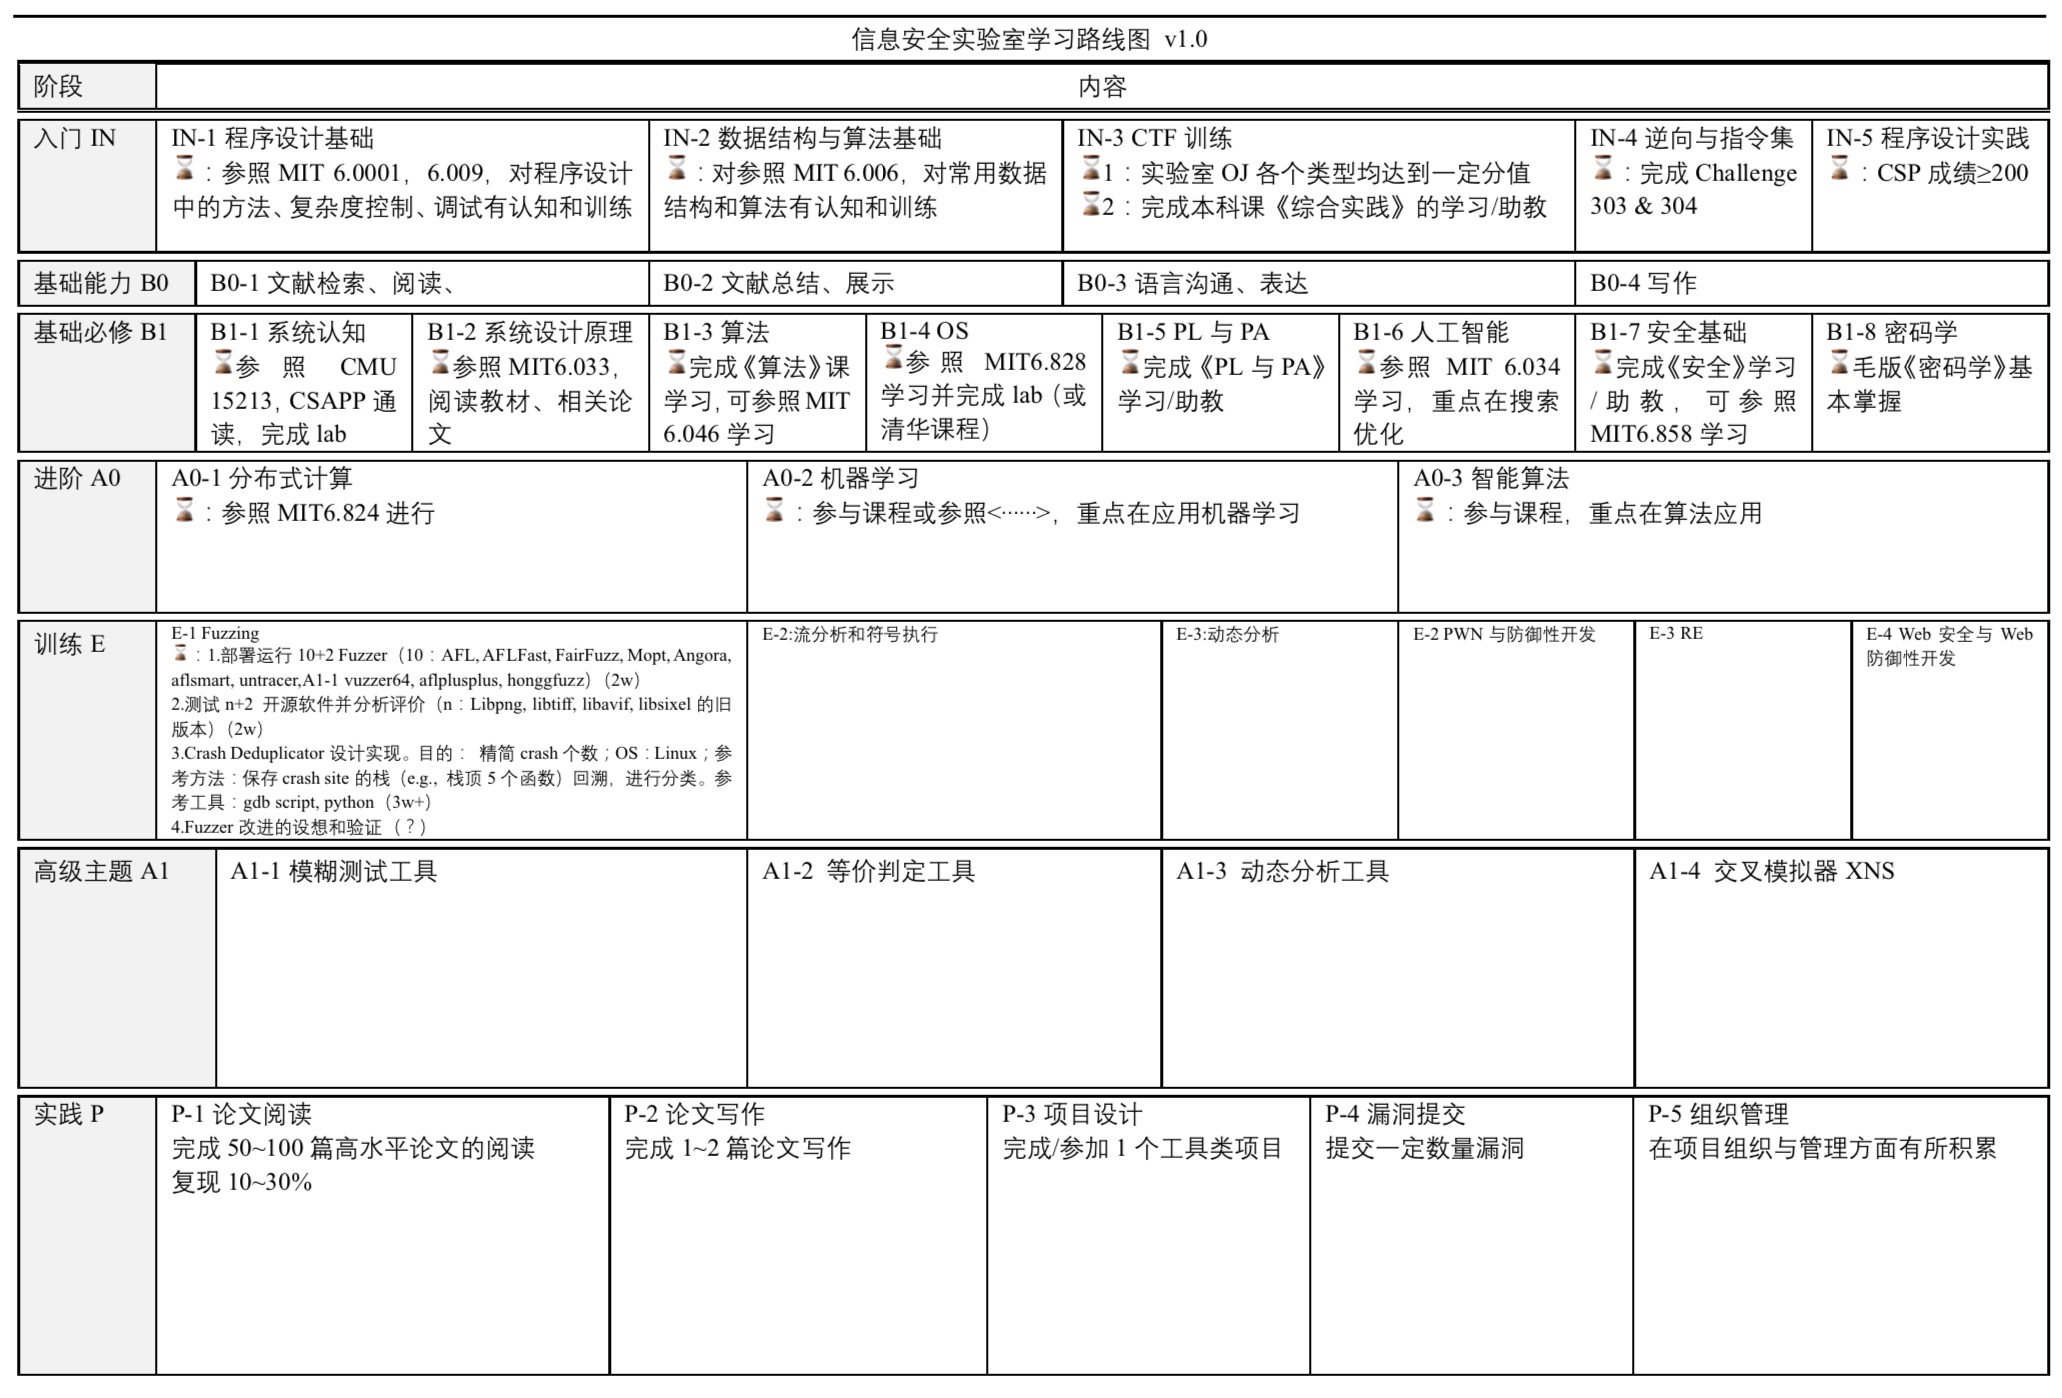 信息安全实验室学习路线图 v1.0
阶段
内容
入门 IN
IN-1 程序设计基础
⌛：参照 MIT 6.0001，6.009，对程序设计
中的方法、复杂度控制、调试有认知和训练
IN-2 数据结构与算法基础
⌛：对参照 MIT 6.006，对常用数据
结构和算法有认知和训练
IN-3 CTF 训练
⌛1：实验室 OJ 各个类型均达到一定分值
⌛2：完成本科课《综合实践》的学习/助教
IN-4 逆向与指令集
⌛：完成 Challenge
303 & 304
IN-5 程序设计实践
⌛：CSP 成绩≥200
基础能力 B0
B0-1 文献检索、阅读、
B0-2 文献总结、展示
B0-3 语言沟通、表达
B0-4 写作
基础必修 B1
B1-1 系统认知
⌛参照 CMU
15213，CSAPP 通
读，完成 lab
B1-2 系统设计原理
⌛参照 MIT6.033，
阅读教材、相关论
文
B1-3 算法
⌛完成《算法》课
学习，可参照 MIT
6.046 学习
B1-4 OS
⌛参照 MIT6.828
学习并完成 lab（或
清华课程）
B1-5 PL 与 PA
⌛完成《PL 与 PA》
学习/助教
B1-6 人工智能
⌛参照 MIT 6.034
学习，重点在搜索
优化
B1-7 安全基础
⌛完成《安全》学习
/助教，可参照
MIT6.858 学习
B1-8 密码学
⌛毛版《密码学》基
本掌握
进阶 A0
A0-1 分布式计算
⌛：参照 MIT6.824 进行
A0-2 机器学习
⌛：参与课程或参照<······>，重点在应用机器学习
A0-3 智能算法
⌛：参与课程，重点在算法应用
训练 E
E-1 Fuzzing
⌛：1.部署运行 10+2 Fuzzer（10：AFL, AFLFast, FairFuzz, Mopt, Angora,
aflsmart, untracer,A1-1 vuzzer64, aflplusplus, honggfuzz）（2w）
2.测试 n+2 开源软件并分析评价（n：Libpng, libtiff, libavif, libsixel 的旧
版本）（2w）
3.Crash Deduplicator 设计实现。目的： 精简 crash 个数；OS：Linux；参
考方法：保存 crash site 的栈（e.g., 栈顶 5 个函数）回溯，进行分类。参
考工具：gdb script, python（3w+）
4.Fuzzer 改进的设想和验证（？）
E-2:流分析和符号执行
E-3:动态分析
E-2 PWN 与防御性开发
E-3 RE
E-4 Web 安全与 Web
防御性开发
高级主题 A1
A1-1 模糊测试工具
A1-2 等价判定工具
A1-3 动态分析工具
A1-4 交叉模拟器 XNS
实践 P
P-1 论文阅读
完成 50~100 篇高水平论文的阅读
复现 10~30%
P-2 论文写作
完成 1~2 篇论文写作
P-3 项目设计
完成/参加 1 个工具类项目
P-4 漏洞提交
提交一定数量漏洞
P-5 组织管理
在项目组织与管理方面有所积累